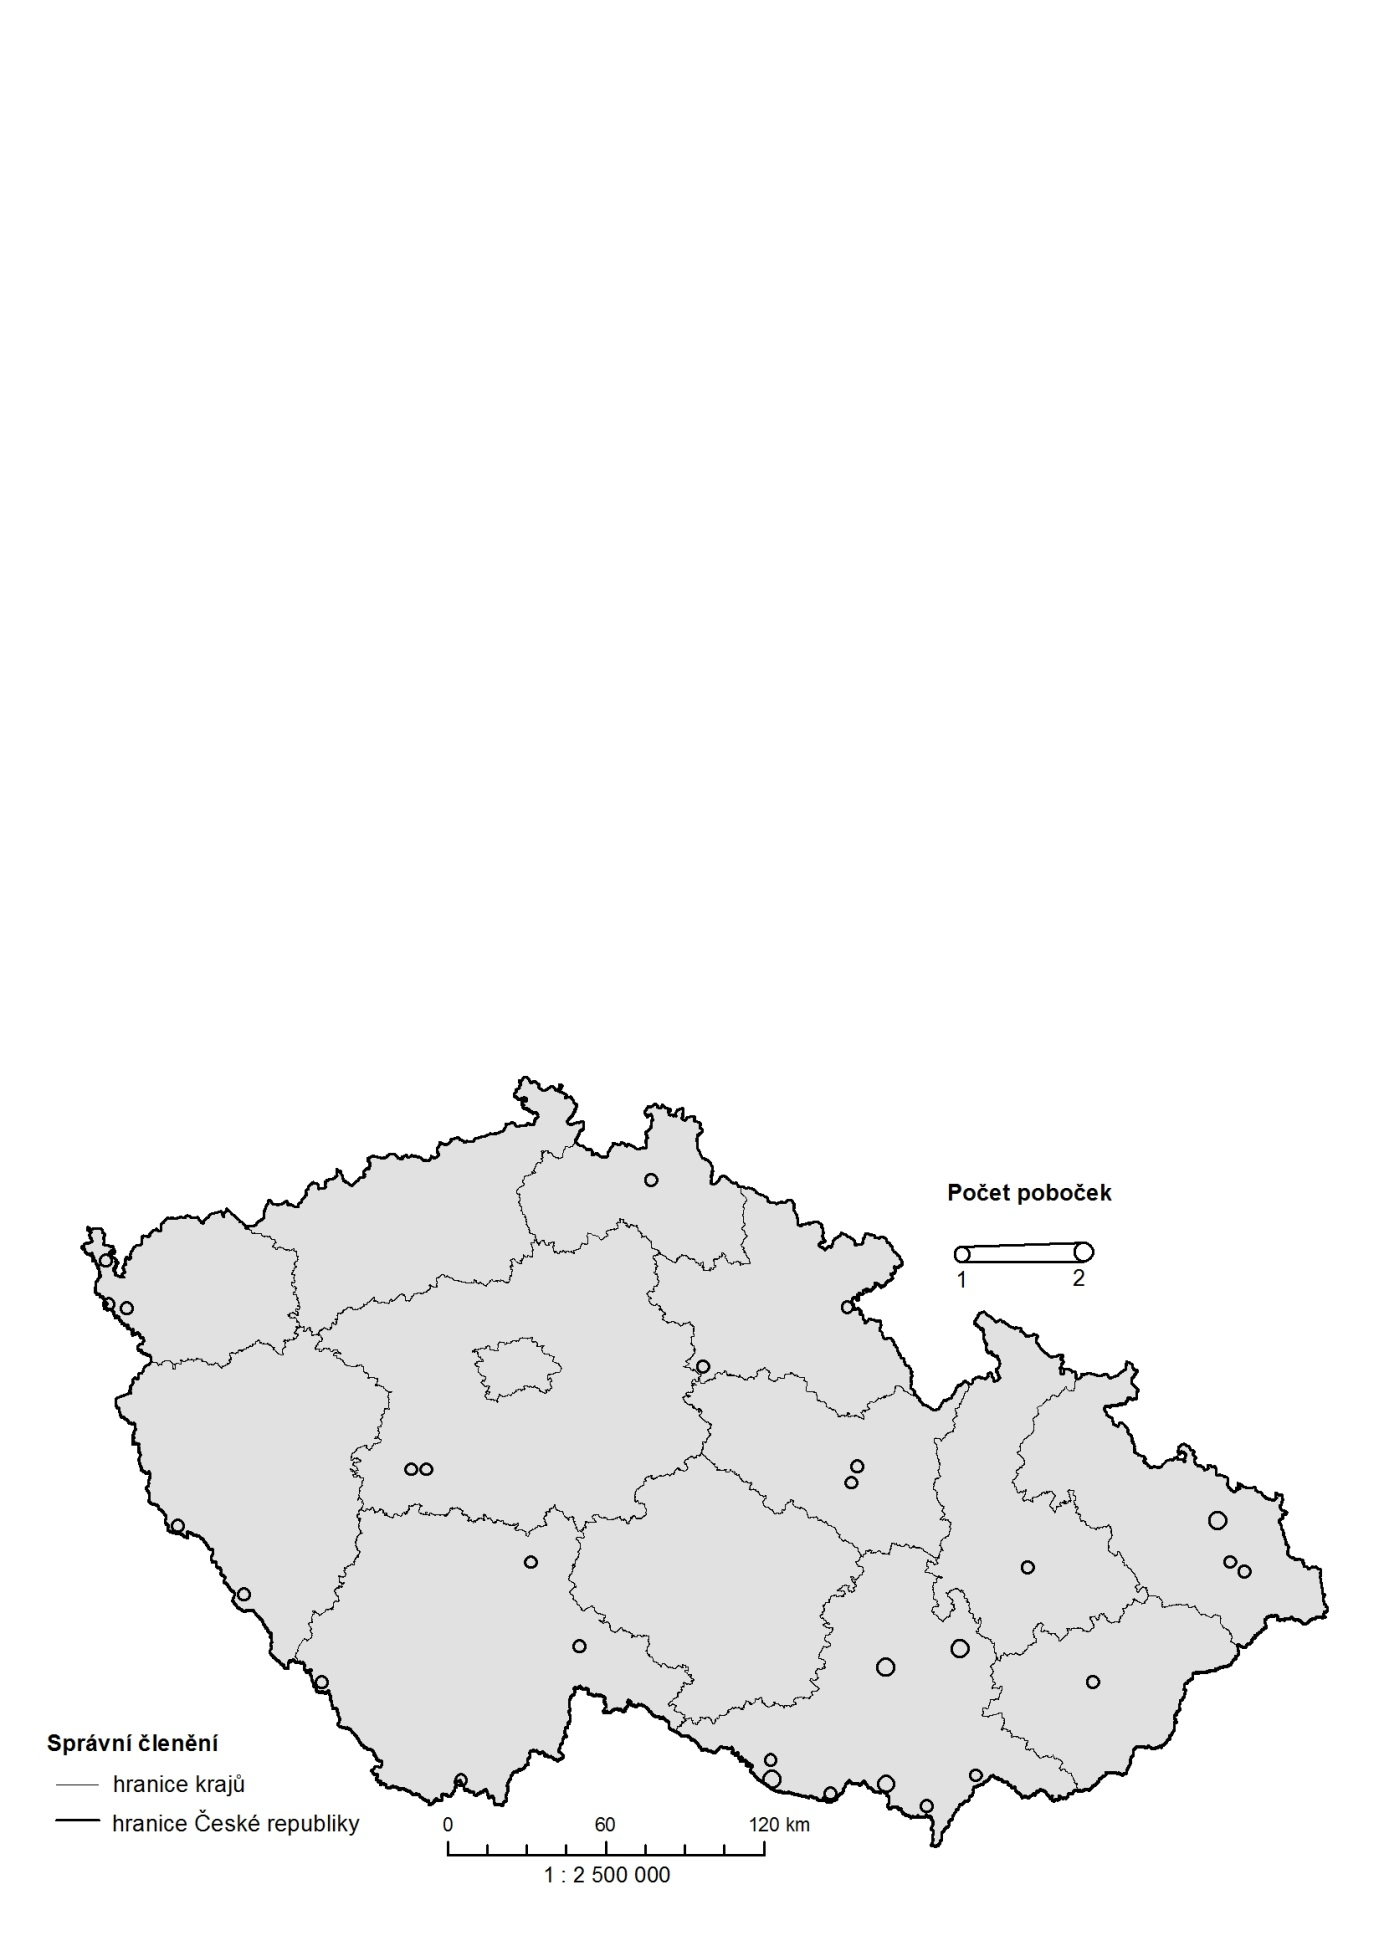 Počet poboček
1 2
Správní členění
hranice krajů
hranice České republiky
0 60 120 km
1 : 2 500 000